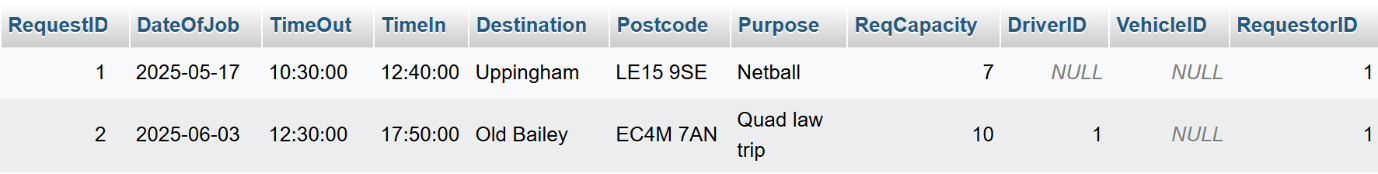 RequestID DateOfJob TimeOut TimeIn Destination Postcode Purpose ReqCapacity DriverID VehicleID RequestorID
1 2025-05-17 10:30:00 12:40:00 Uppingham LE15 9SE Netball 7 NULL NULL 1
2 2025-06-03 12:30:00 17:50:00 Old Bailey EC4M 7AN Quad law trip 10 1 NULL 1